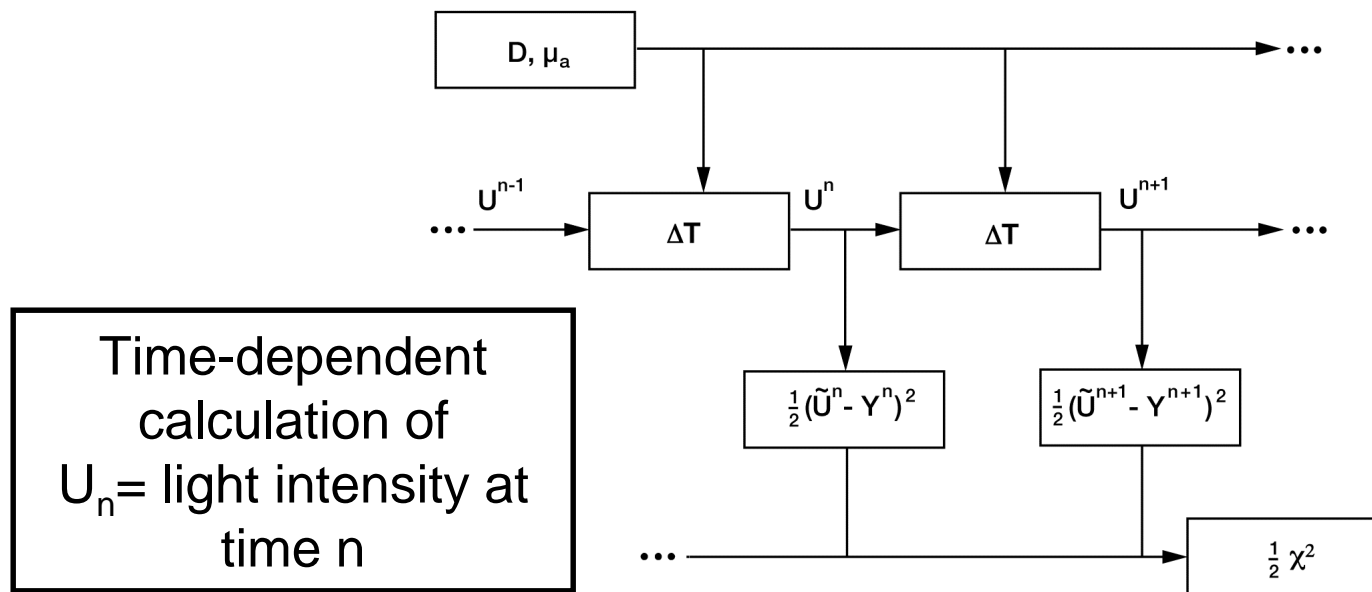 D, μₐ
•••
Uⁿ⁻¹
Uⁿ
Uⁿ⁺¹
•••
ΔT
ΔT
•••
Time-dependent
calculation of
Uₙ= light intensity at
time n
½(Ũⁿ- Yⁿ)²
½(Ũⁿ⁺¹- Yⁿ⁺¹)²
•••
½ χ²